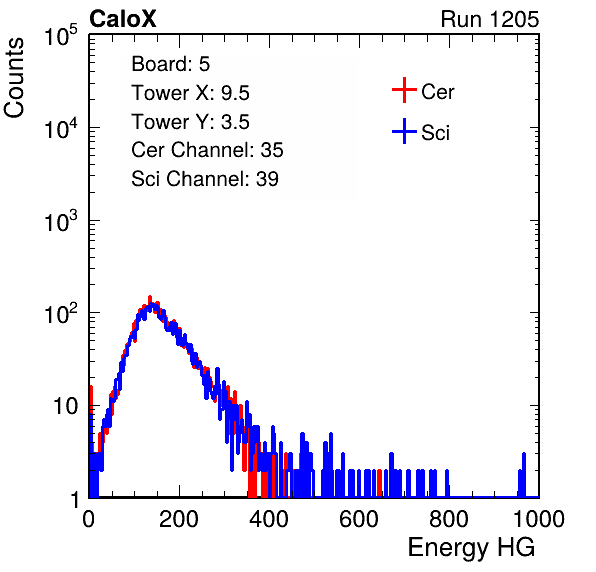 CaloX
Run 1205
Board: 5
Tower X: 9.5
Tower Y: 3.5
Cer Channel: 35
Sci Channel: 39
Cer
Sci
Counts
10^5
10^4
10^3
10^2
10
1
0 200 400 600 800 1000
Energy HG